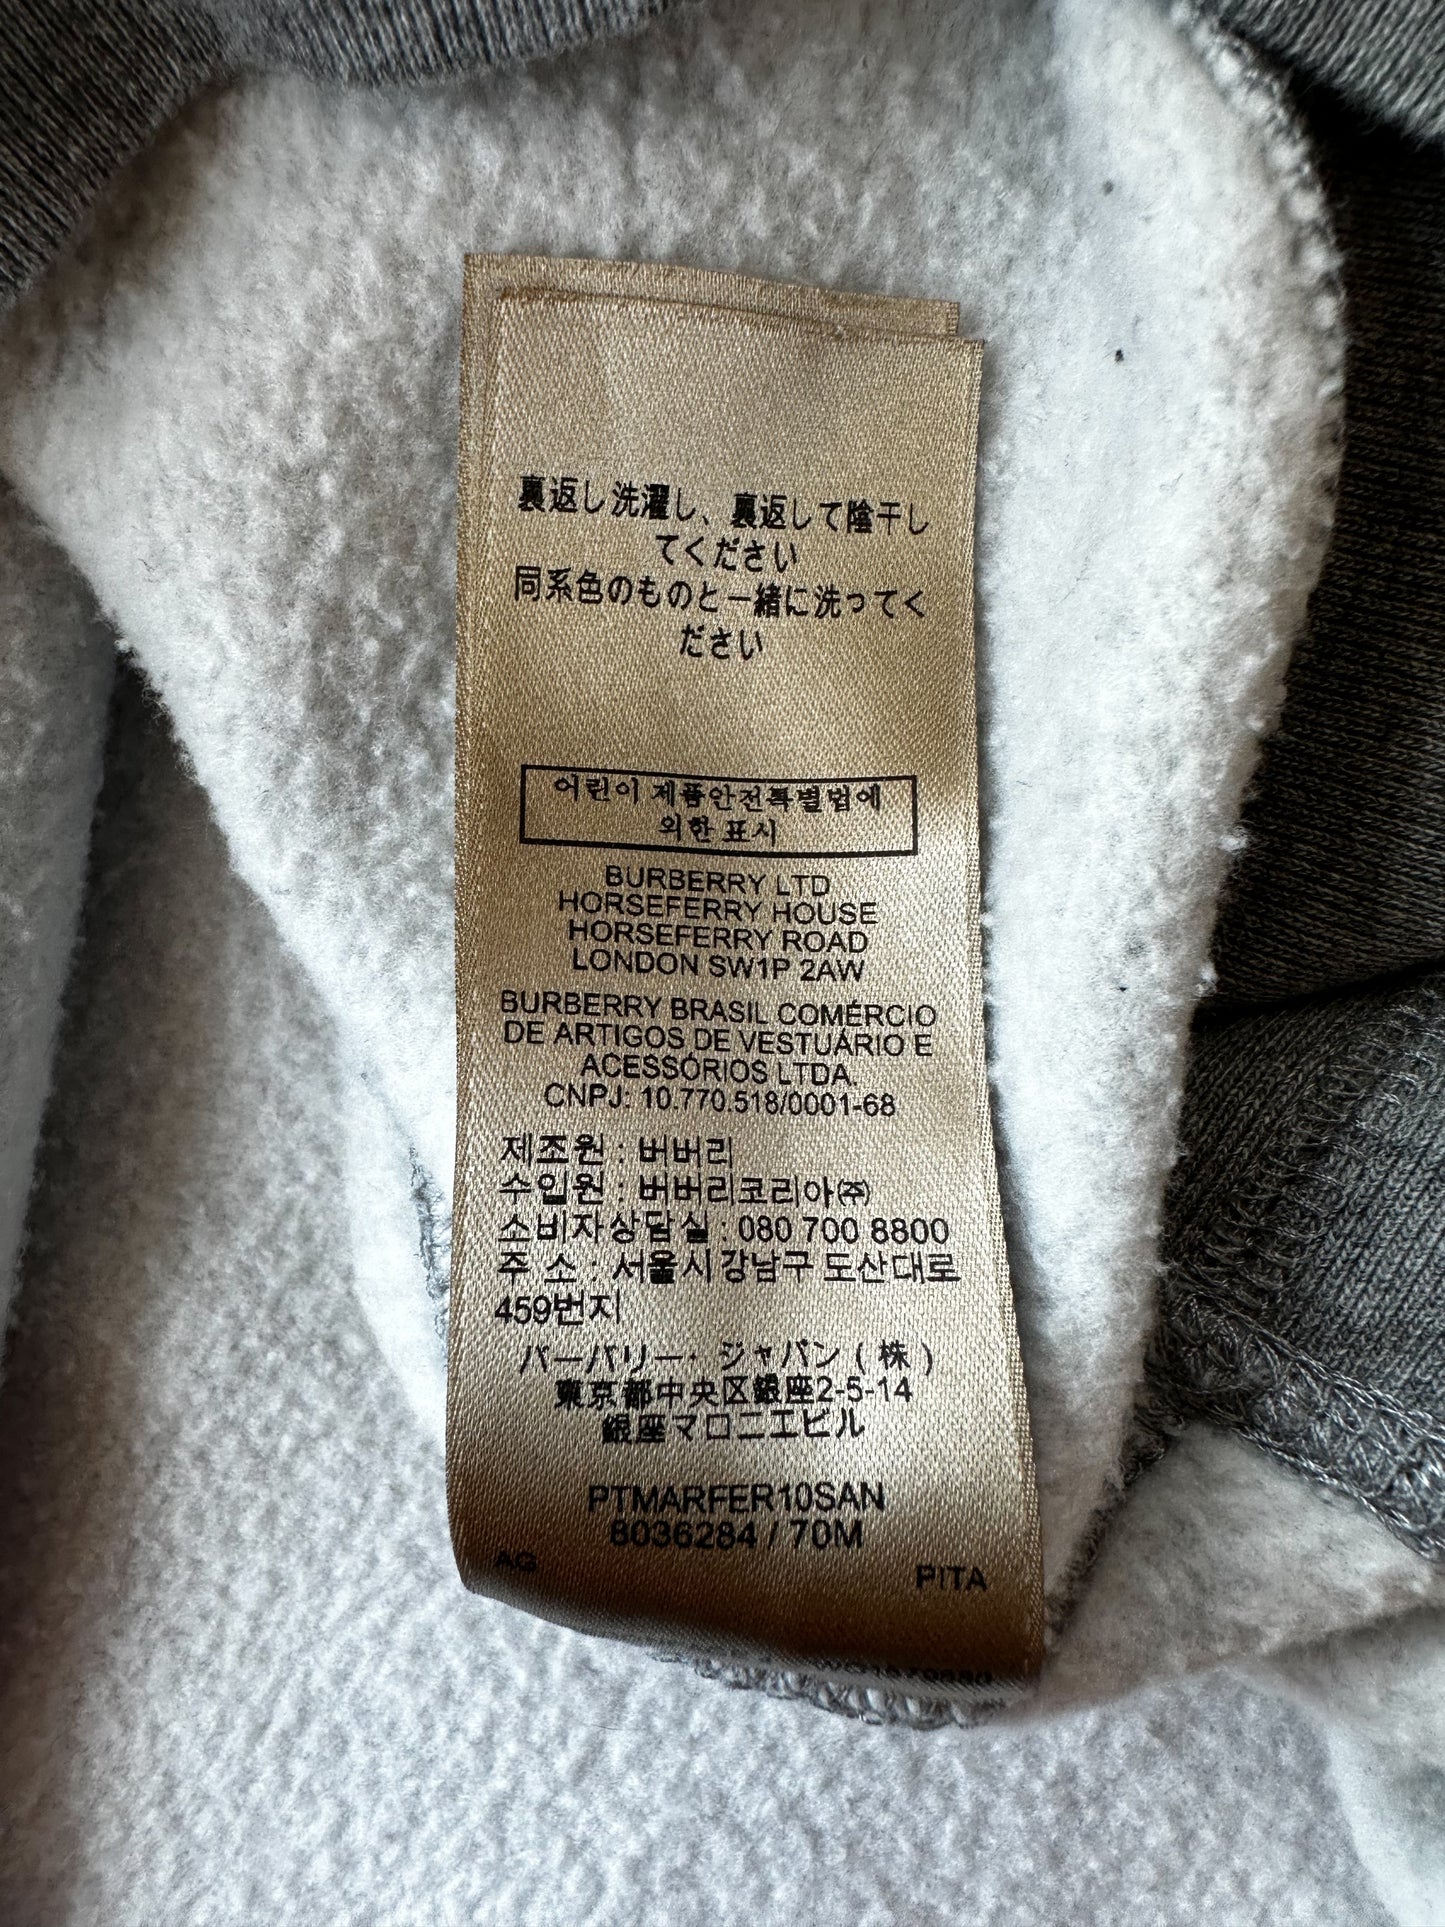 裏返し洗濯し、裏返して陰干し
てください
同系色のものと一緒に洗ってく
ださい
어린이 제품안전특별법에
의한 표시
BURBERRY LTD
HORSEFERRY HOUSE
HORSEFERRY ROAD
LONDON SW1P 2AW
BURBERRY BRASIL COMÉRCIO
DE ARTIGOS DE VESTUÁRIO E
ACESSÓRIOS LTDA.
CNPJ: 10.770.518/0001-68
제조원 : 버버리
수입원 : 버버리코리아㈜
소비자상담실 : 080 700 8800
주 소 : 서울시 강남구 도산대로
459번지
バーバリー・ジャパン(株)
東京都中央区銀座2-5-14
銀座マロニエビル
PTMARFER10SAN
8036284 / 70M
AG PITA